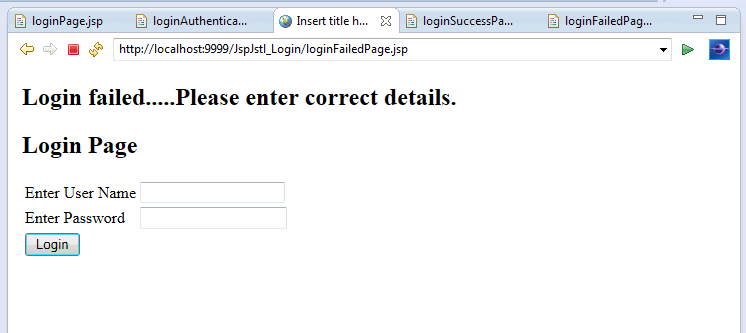 loginPage.jsp loginAuthentica... Insert title h... loginSuccessPa... loginFailedPag...
http://localhost:9999/JspJstl_Login/loginFailedPage.jsp
Login failed.....Please enter correct details.
Login Page
Enter User Name
Enter Password
Login